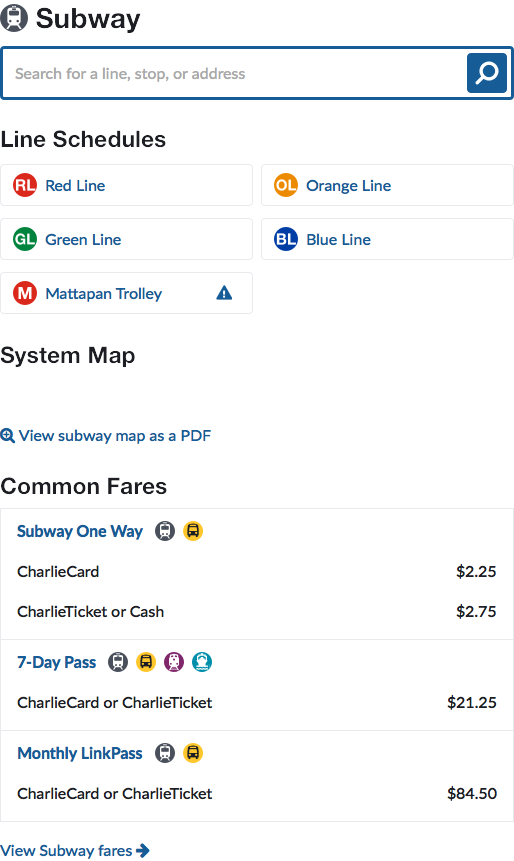 Subway
Search for a line, stop, or address
Line Schedules
RL Red Line
OL Orange Line
GL Green Line
BL Blue Line
M Mattapan Trolley
System Map
View subway map as a PDF
Common Fares
Subway One Way
CharlieCard $2.25
CharlieTicket or Cash $2.75
7-Day Pass
CharlieCard or CharlieTicket $21.25
Monthly LinkPass
CharlieCard or CharlieTicket $84.50
View Subway fares